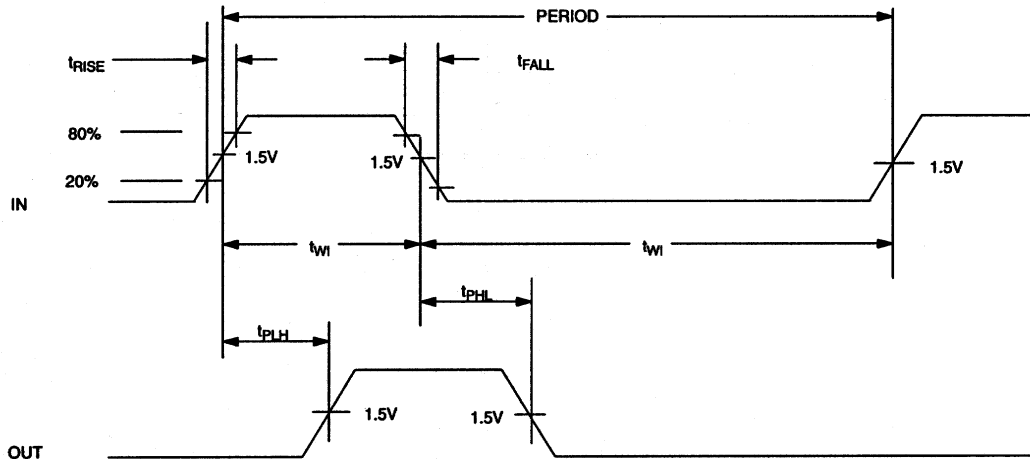 PERIOD
tRISE
tFALL
80%
1.5V
1.5V
1.5V
20%
IN
tWI
tWI
tPHL
tPLH
1.5V
1.5V
OUT